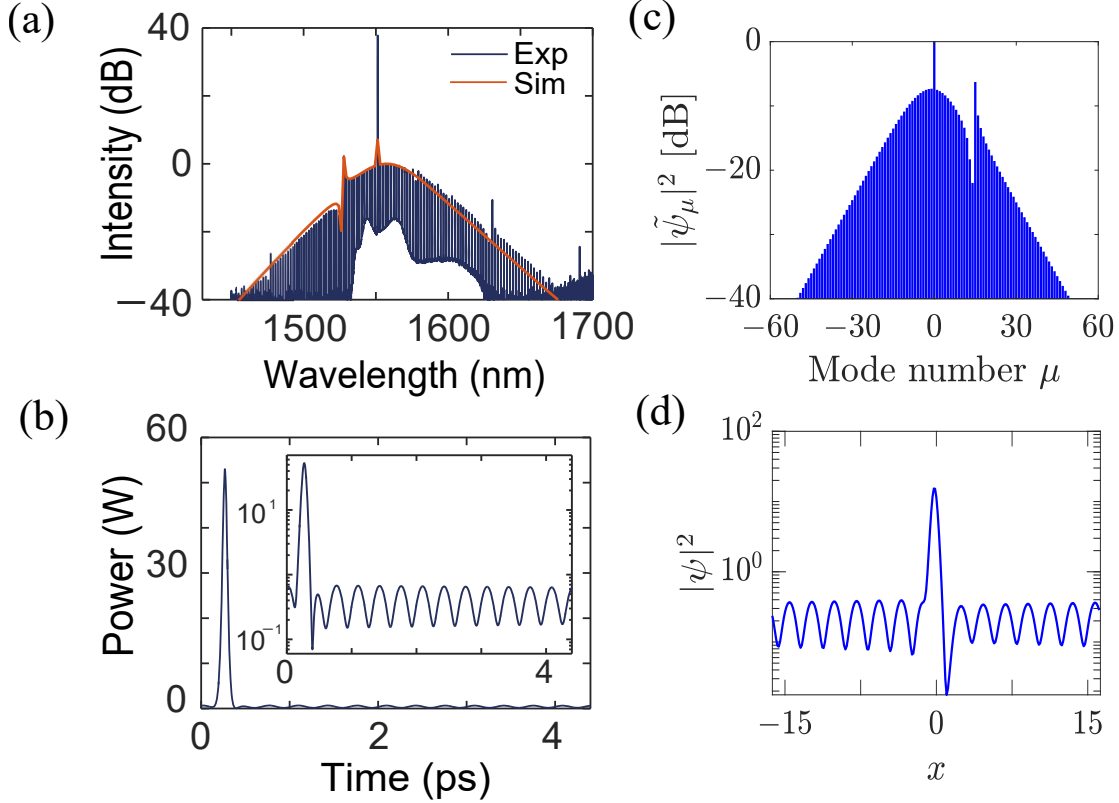 (a)
Intensity (dB)
40
0
−40
Exp
Sim
1500
1600
1700
Wavelength (nm)
(c)
|ψ̃μ|² [dB]
0
−20
−40
−60
−30
0
30
60
Mode number μ
(b)
Power (W)
60
30
0
10¹
10⁻¹
0
4
0
2
4
Time (ps)
(d)
|ψ|²
10²
10⁰
−15
0
15
x